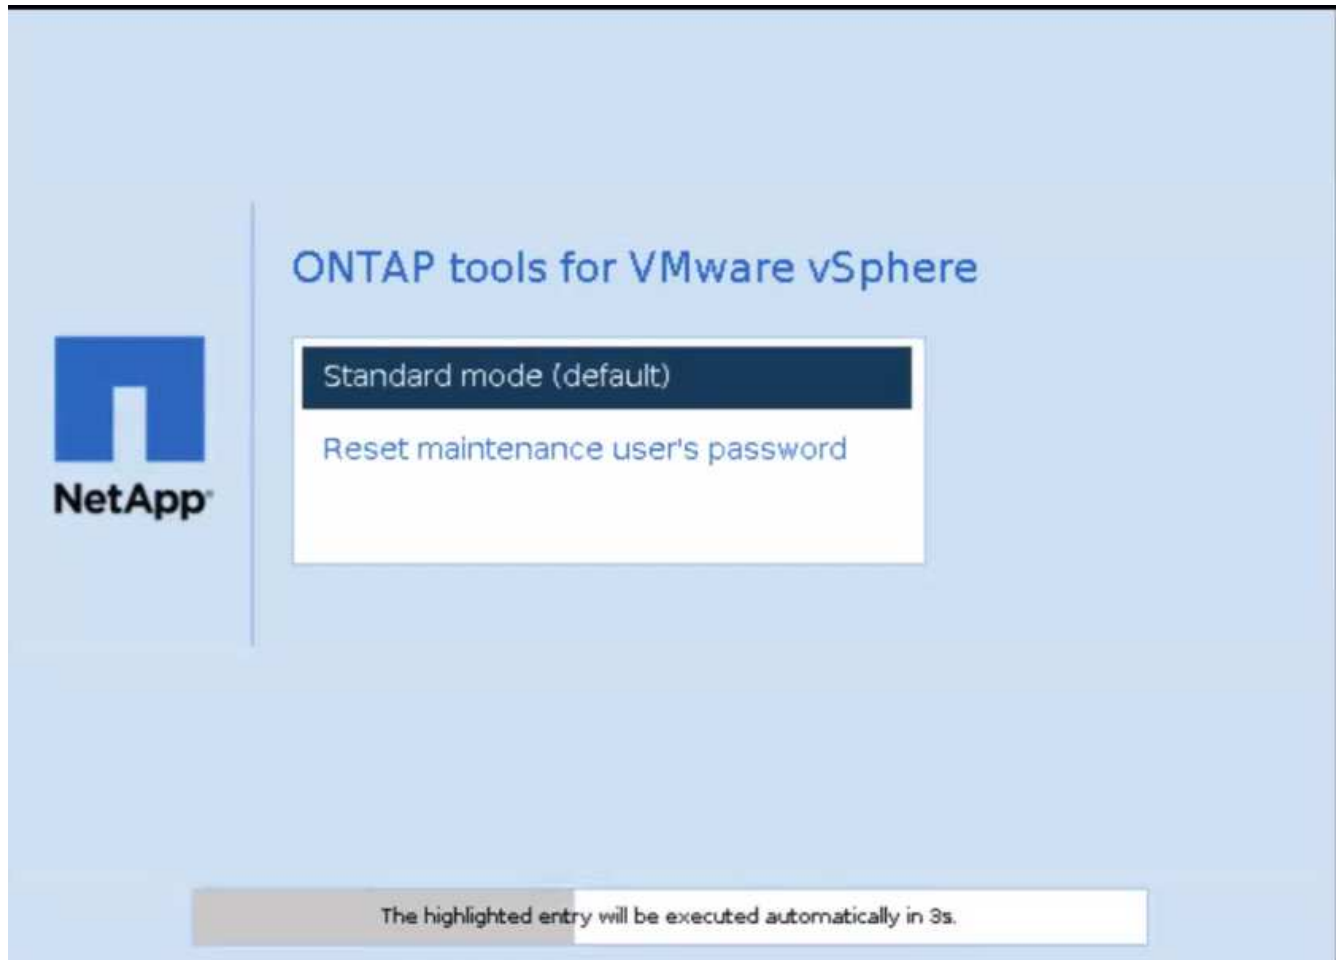 ONTAP tools for VMware vSphere
Standard mode (default)
Reset maintenance user's password
NetApp®
The highlighted entry will be executed automatically in 3s.